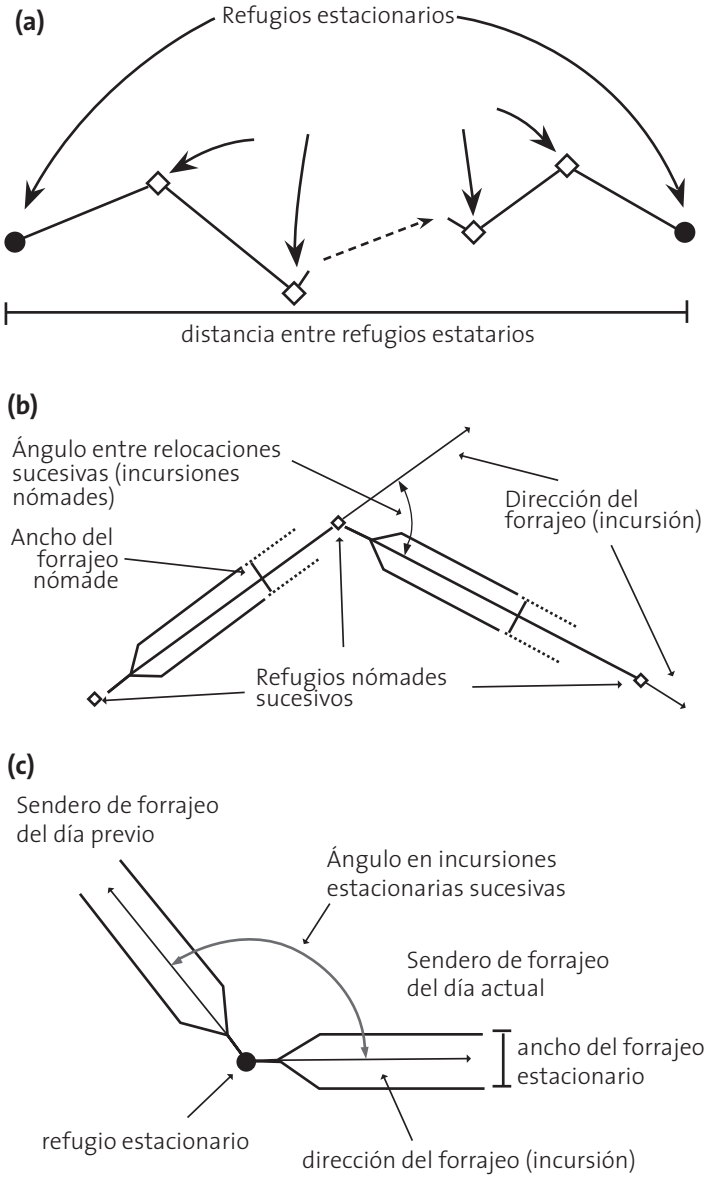 (a)
Refugios estacionarios
distancia entre refugios estatarios
(b)
Ángulo entre relocaciones
sucesivas (incursiones
nómades)
Dirección del
forrajeo (incursión)
Ancho del
forrajeo
nómade
Refugios nómades
sucesivos
(c)
Sendero de forrajeo
del día previo
Ángulo en incursiones
estacionarias sucesivas
Sendero de forrajeo
del día actual
ancho del forrajeo
estacionario
refugio estacionario
dirección del forrajeo (incursión)